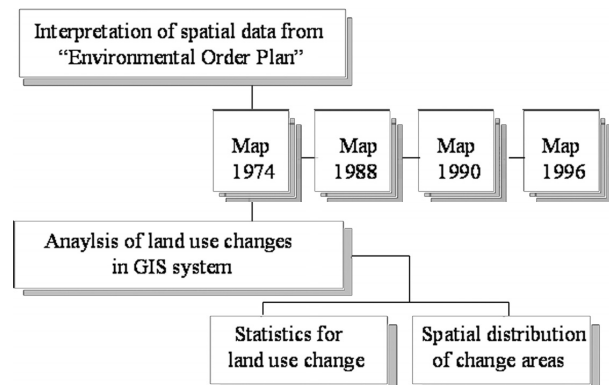 Interpretation of spatial data from
“Environmental Order Plan”
Map
1974
Map
1988
Map
1990
Map
1996
Anaylsis of land use changes
in GIS system
Statistics for
land use change
Spatial distribution
of change areas